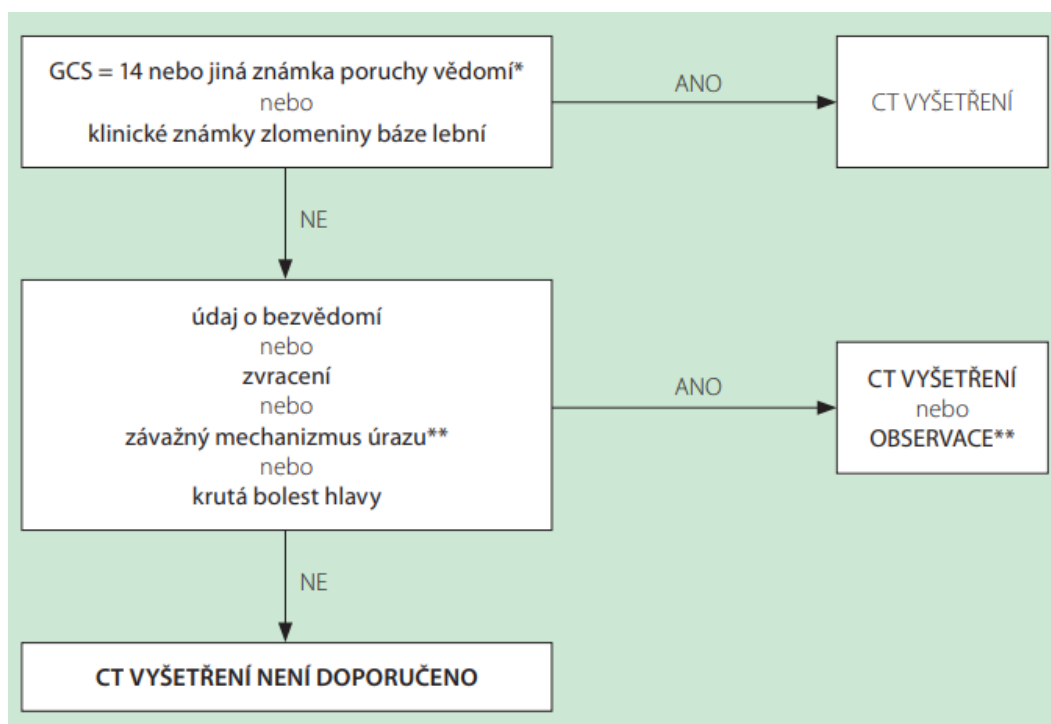 GCS = 14 nebo jiná známka poruchy vědomí*
nebo
klinické známky zlomeniny báze lební
ANO
CT VYŠETŘENÍ
NE
údaj o bezvědomí
nebo
zvracení
nebo
závažný mechanizmus úrazu**
nebo
krutá bolest hlavy
ANO
CT VYŠETŘENÍ
nebo
OBSERVACE**
NE
CT VYŠETŘENÍ NENÍ DOPORUČENO